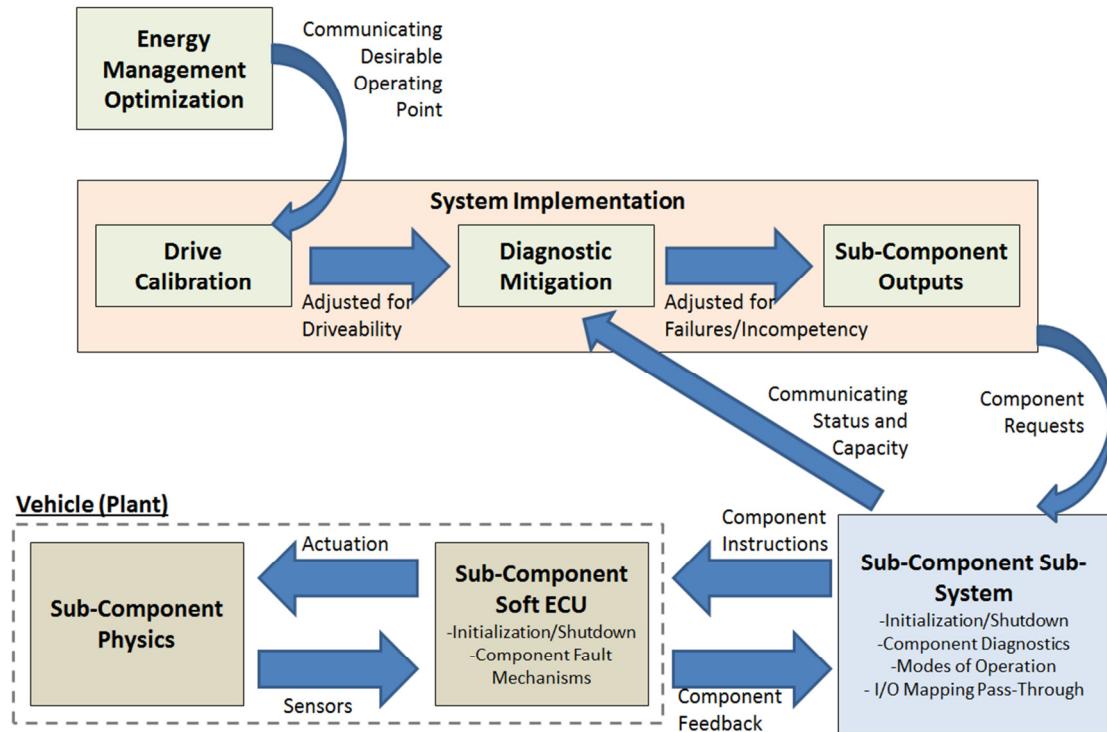 Energy
Management
Optimization
Communicating
Desirable
Operating
Point
System Implementation
Drive
Calibration
Adjusted for
Driveability
Diagnostic
Mitigation
Adjusted for
Failures/Incompetency
Sub-Component
Outputs
Communicating
Status and
Capacity
Component
Requests
Vehicle (Plant)
Sub-Component
Physics
Actuation
Sensors
Sub-Component
Soft ECU
-Initialization/Shutdown
-Component Fault
Mechanisms
Component
Instructions
Component
Feedback
Sub-Component Sub-
System
-Initialization/Shutdown
-Component Diagnostics
-Modes of Operation
- I/O Mapping Pass-Through